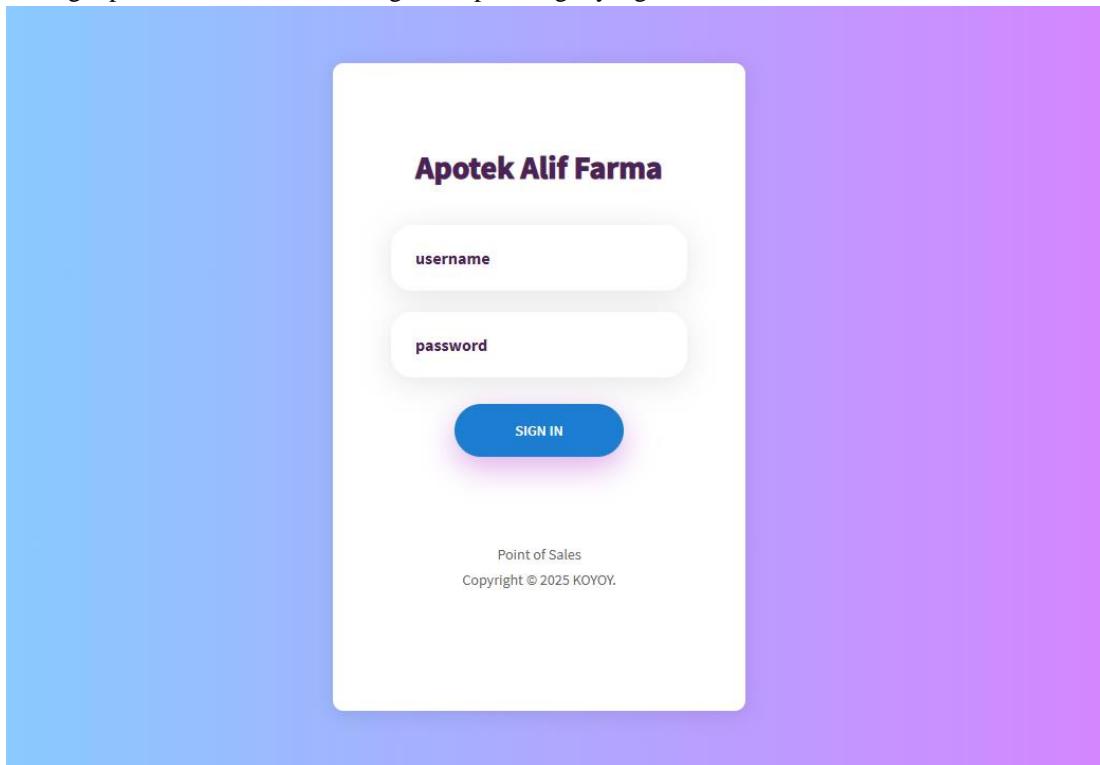 Apotek Alif Farma
username
password
SIGN IN
Point of Sales
Copyright © 2025 KOYOY.